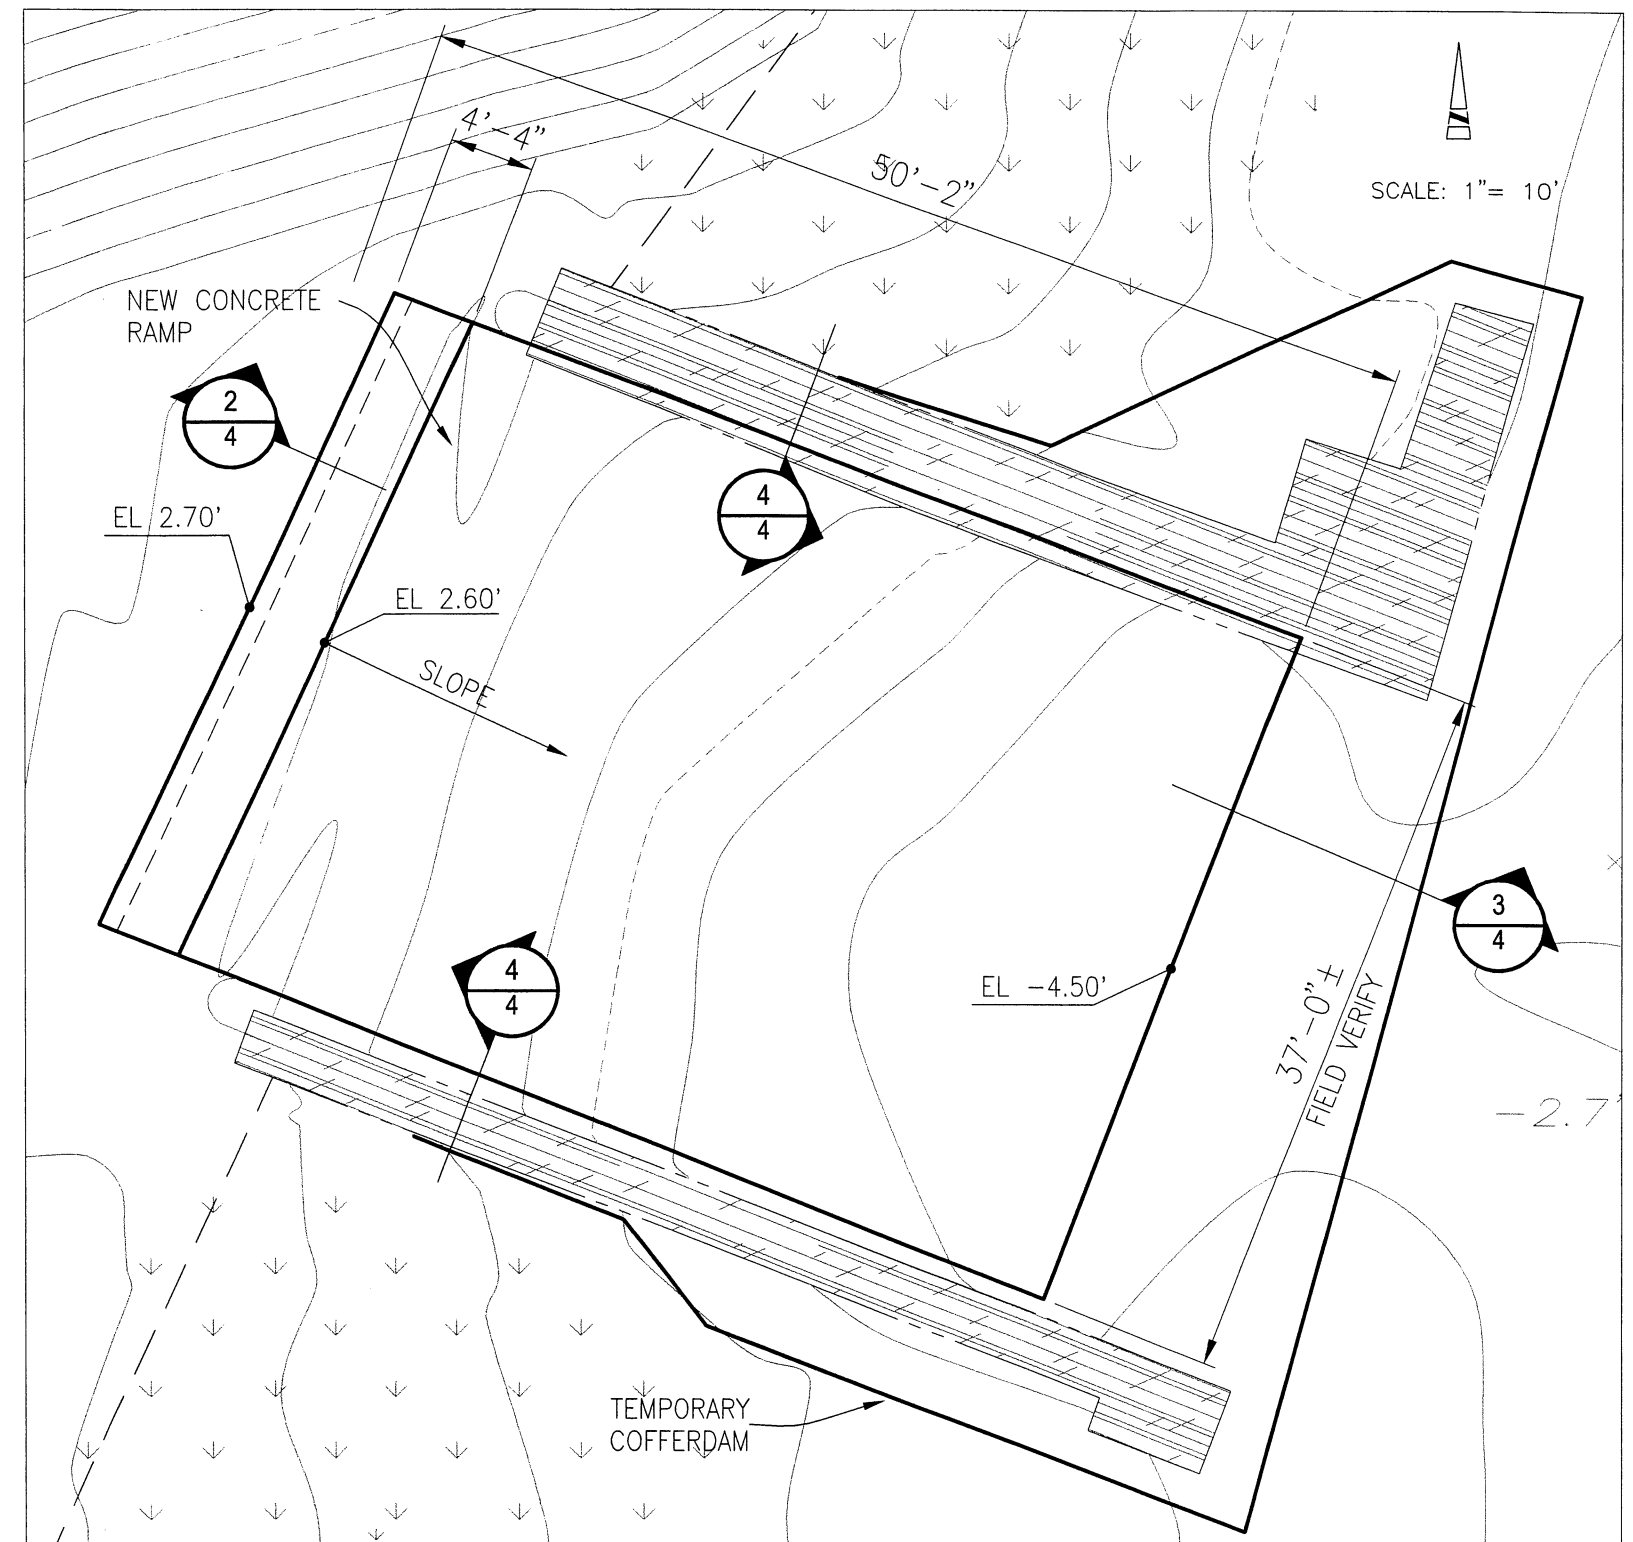 4'-4"
50'-2"
SCALE: 1"= 10'
NEW CONCRETE
RAMP
2
4
4
4
EL 2.70'
EL 2.60'
SLOPE
3
4
4
4
EL -4.50'
37'-0"±
FIELD VERIFY
-2.7'
TEMPORARY
COFFERDAM